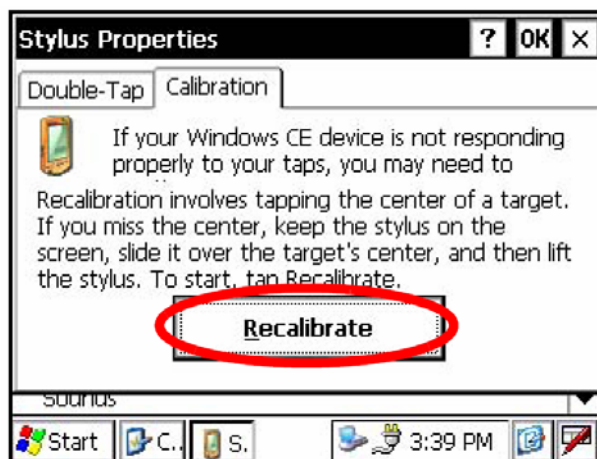 Stylus Properties ? OK ×
Double-Tap Calibration
If your Windows CE device is not responding
properly to your taps, you may need to
Recalibration involves tapping the center of a target.
If you miss the center, keep the stylus on the
screen, slide it over the target's center, and then lift
the stylus. To start, tap Recalibrate.
Recalibrate
Sounds
Start C.. S. 3:39 PM